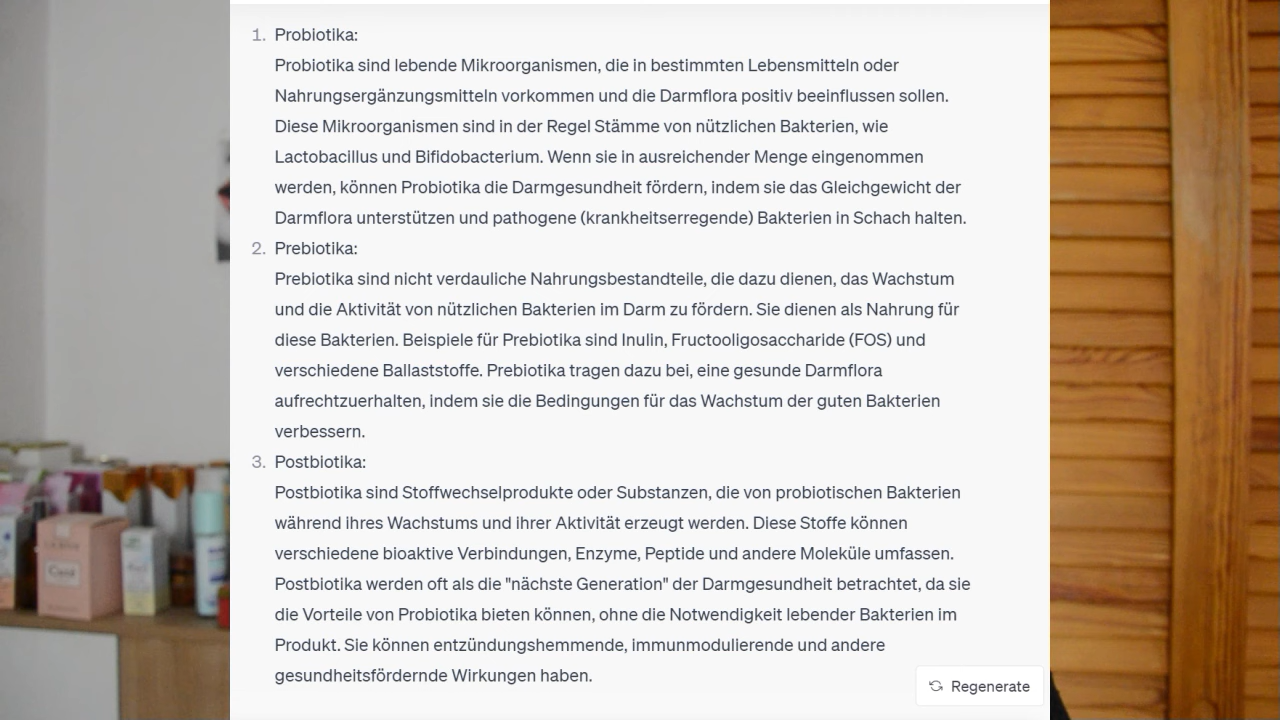 1. Probiotika:
Probiotika sind lebende Mikroorganismen, die in bestimmten Lebensmitteln oder
Nahrungsergänzungsmitteln vorkommen und die Darmflora positiv beeinflussen sollen.
Diese Mikroorganismen sind in der Regel Stämme von nützlichen Bakterien, wie
Lactobacillus und Bifidobacterium. Wenn sie in ausreichender Menge eingenommen
werden, können Probiotika die Darmgesundheit fördern, indem sie das Gleichgewicht der
Darmflora unterstützen und pathogene (krankheitserregende) Bakterien in Schach halten.
2. Prebiotika:
Prebiotika sind nicht verdauliche Nahrungsbestandteile, die dazu dienen, das Wachstum
und die Aktivität von nützlichen Bakterien im Darm zu fördern. Sie dienen als Nahrung für
diese Bakterien. Beispiele für Prebiotika sind Inulin, Fructooligosaccharide (FOS) und
verschiedene Ballaststoffe. Prebiotika tragen dazu bei, eine gesunde Darmflora
aufrechtzuerhalten, indem sie die Bedingungen für das Wachstum der guten Bakterien
verbessern.
3. Postbiotika:
Postbiotika sind Stoffwechselprodukte oder Substanzen, die von probiotischen Bakterien
während ihres Wachstums und ihrer Aktivität erzeugt werden. Diese Stoffe können
verschiedene bioaktive Verbindungen, Enzyme, Peptide und andere Moleküle umfassen.
Postbiotika werden oft als die "nächste Generation" der Darmgesundheit betrachtet, da sie
die Vorteile von Probiotika bieten können, ohne die Notwendigkeit lebender Bakterien im
Produkt. Sie können entzündungshemmende, immunmodulierende und andere
gesundheitsfördernde Wirkungen haben.
Regenerate